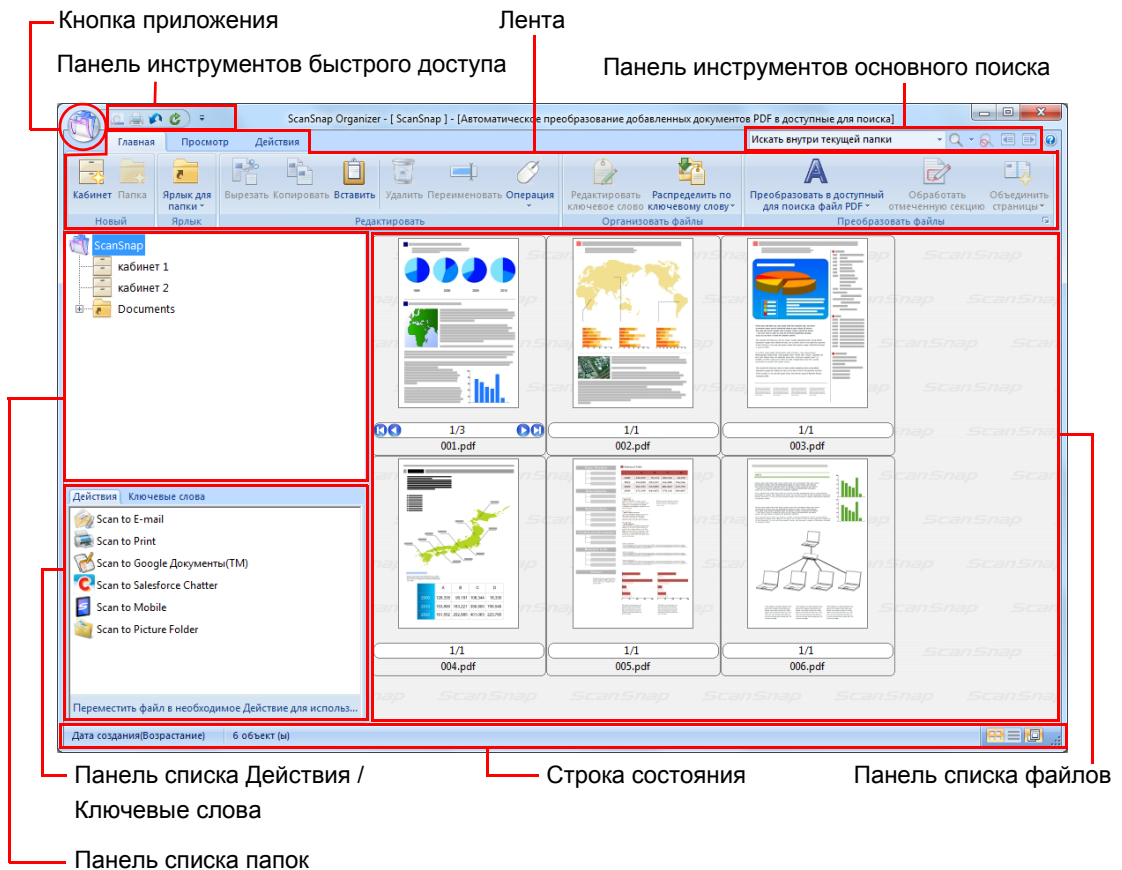 Кнопка приложения
Лента
Панель инструментов быстрого доступа
Панель инструментов основного поиска
ScanSnap Organizer - [ ScanSnap ] - [Автоматическое преобразование добавленных документов PDF в доступные для поиска]
Главная Просмотр Действия
Искать внутри текущей папки
Кабинет Папка Ярлык для папки Вырезать Копировать Вставить Удалить Переименовать Операция Редактировать ключевое слово Распределить по ключевому слову Преобразовать в доступный для поиска файл PDF Обработать отмеченную секцию Объединить страницы
Новый Ярлык Редактировать Организовать файлы Преобразовать файлы
ScanSnap
кабинет 1
кабинет 2
Documents
1/3 1/1 1/1
001.pdf 002.pdf 003.pdf
Действия Ключевые слова
Scan to E-mail
Scan to Print
Scan to Google Документы(TM)
Scan to Salesforce Chatter
Scan to Mobile
Scan to Picture Folder
Переместить файл в необходимое Действие для использ...
A B C D
1/1 1/1 1/1
004.pdf 005.pdf 006.pdf
ScanSnap ScanSnap ScanSnap ScanSnap
Дата создания(Возрастание) 6 объект (ы)
Панель списка Действия /
Ключевые слова
Строка состояния
Панель списка файлов
Панель списка папок